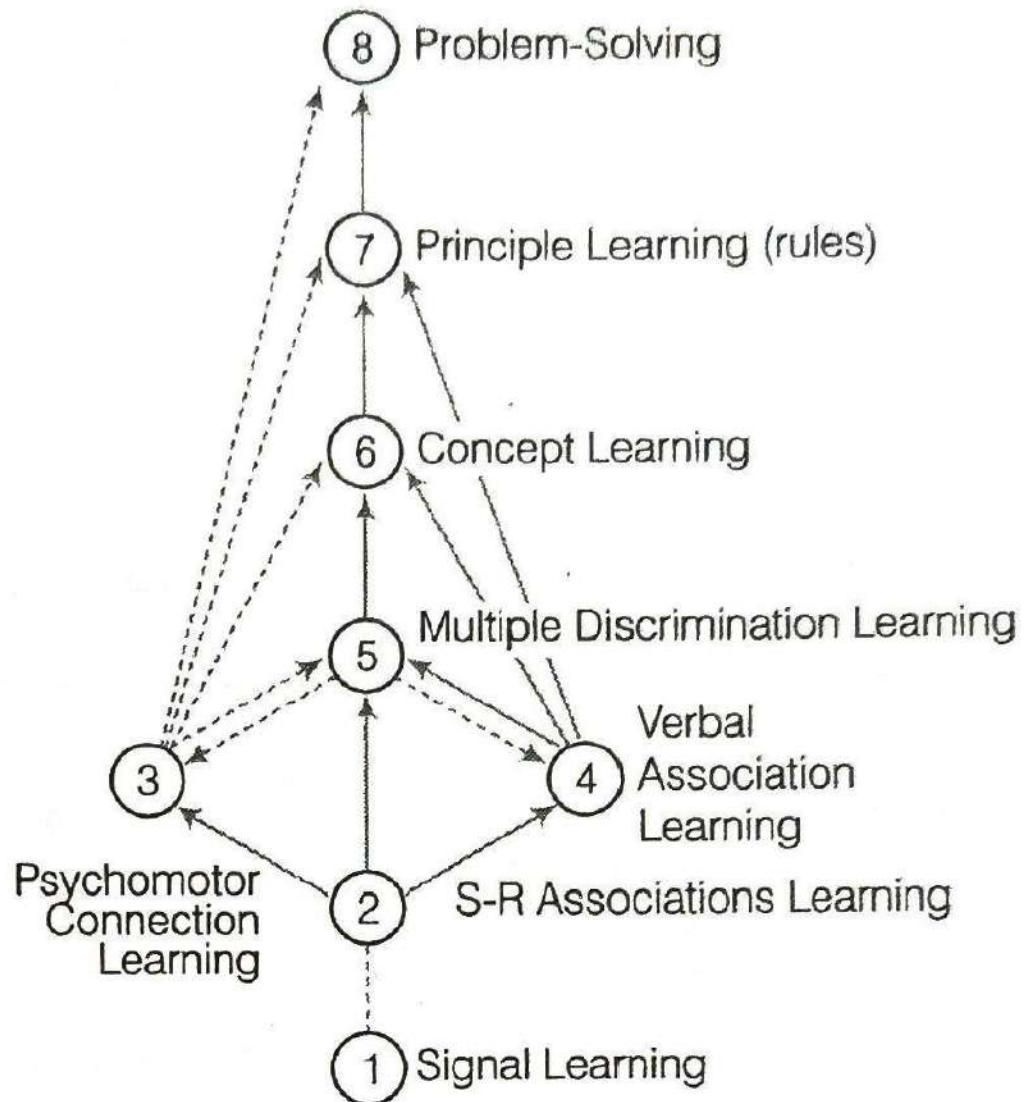 8 Problem-Solving
7 Principle Learning (rules)
6 Concept Learning
5 Multiple Discrimination Learning
3
4 Verbal
Association
Learning
Psychomotor
Connection
Learning
2 S-R Associations Learning
1 Signal Learning